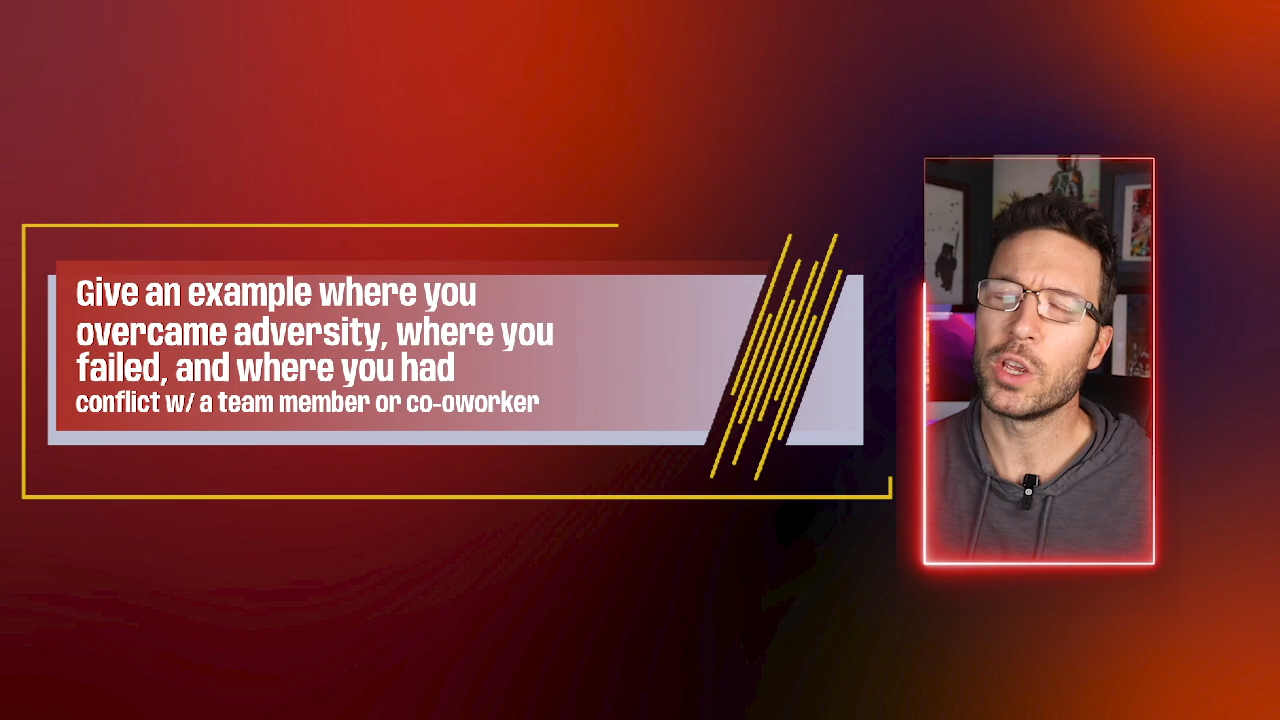 Give an example where you
overcame adversity, where you
failed, and where you had
conflict w/ a team member or co-oworker